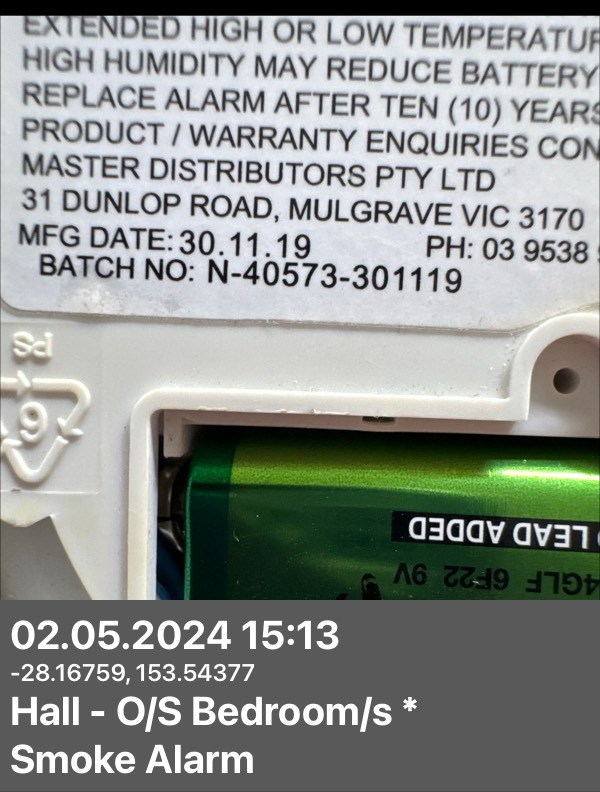 EXTENDED HIGH OR LOW TEMPERATUR
HIGH HUMIDITY MAY REDUCE BATTERY
REPLACE ALARM AFTER TEN (10) YEARS
PRODUCT / WARRANTY ENQUIRIES CON
MASTER DISTRIBUTORS PTY LTD
31 DUNLOP ROAD, MULGRAVE VIC 3170
MFG DATE: 30.11.19 PH: 03 9538
BATCH NO: N-40573-301119
PS
6
LEAD ADDED
4GLF 6F22 9V
02.05.2024 15:13
-28.16759, 153.54377
Hall - O/S Bedroom/s *
Smoke Alarm